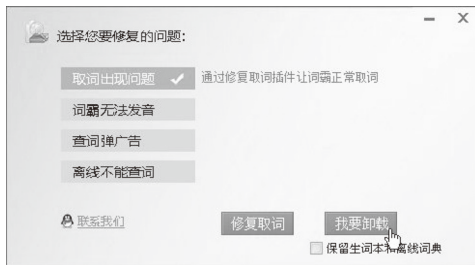 选择您要修复的问题:
取词出现问题 通过修复取词插件让词霸正常取词
词霸无法发音
查词弹广告
离线不能查词
联系我们 修复取词 我要卸载
保留生词本和离线词典